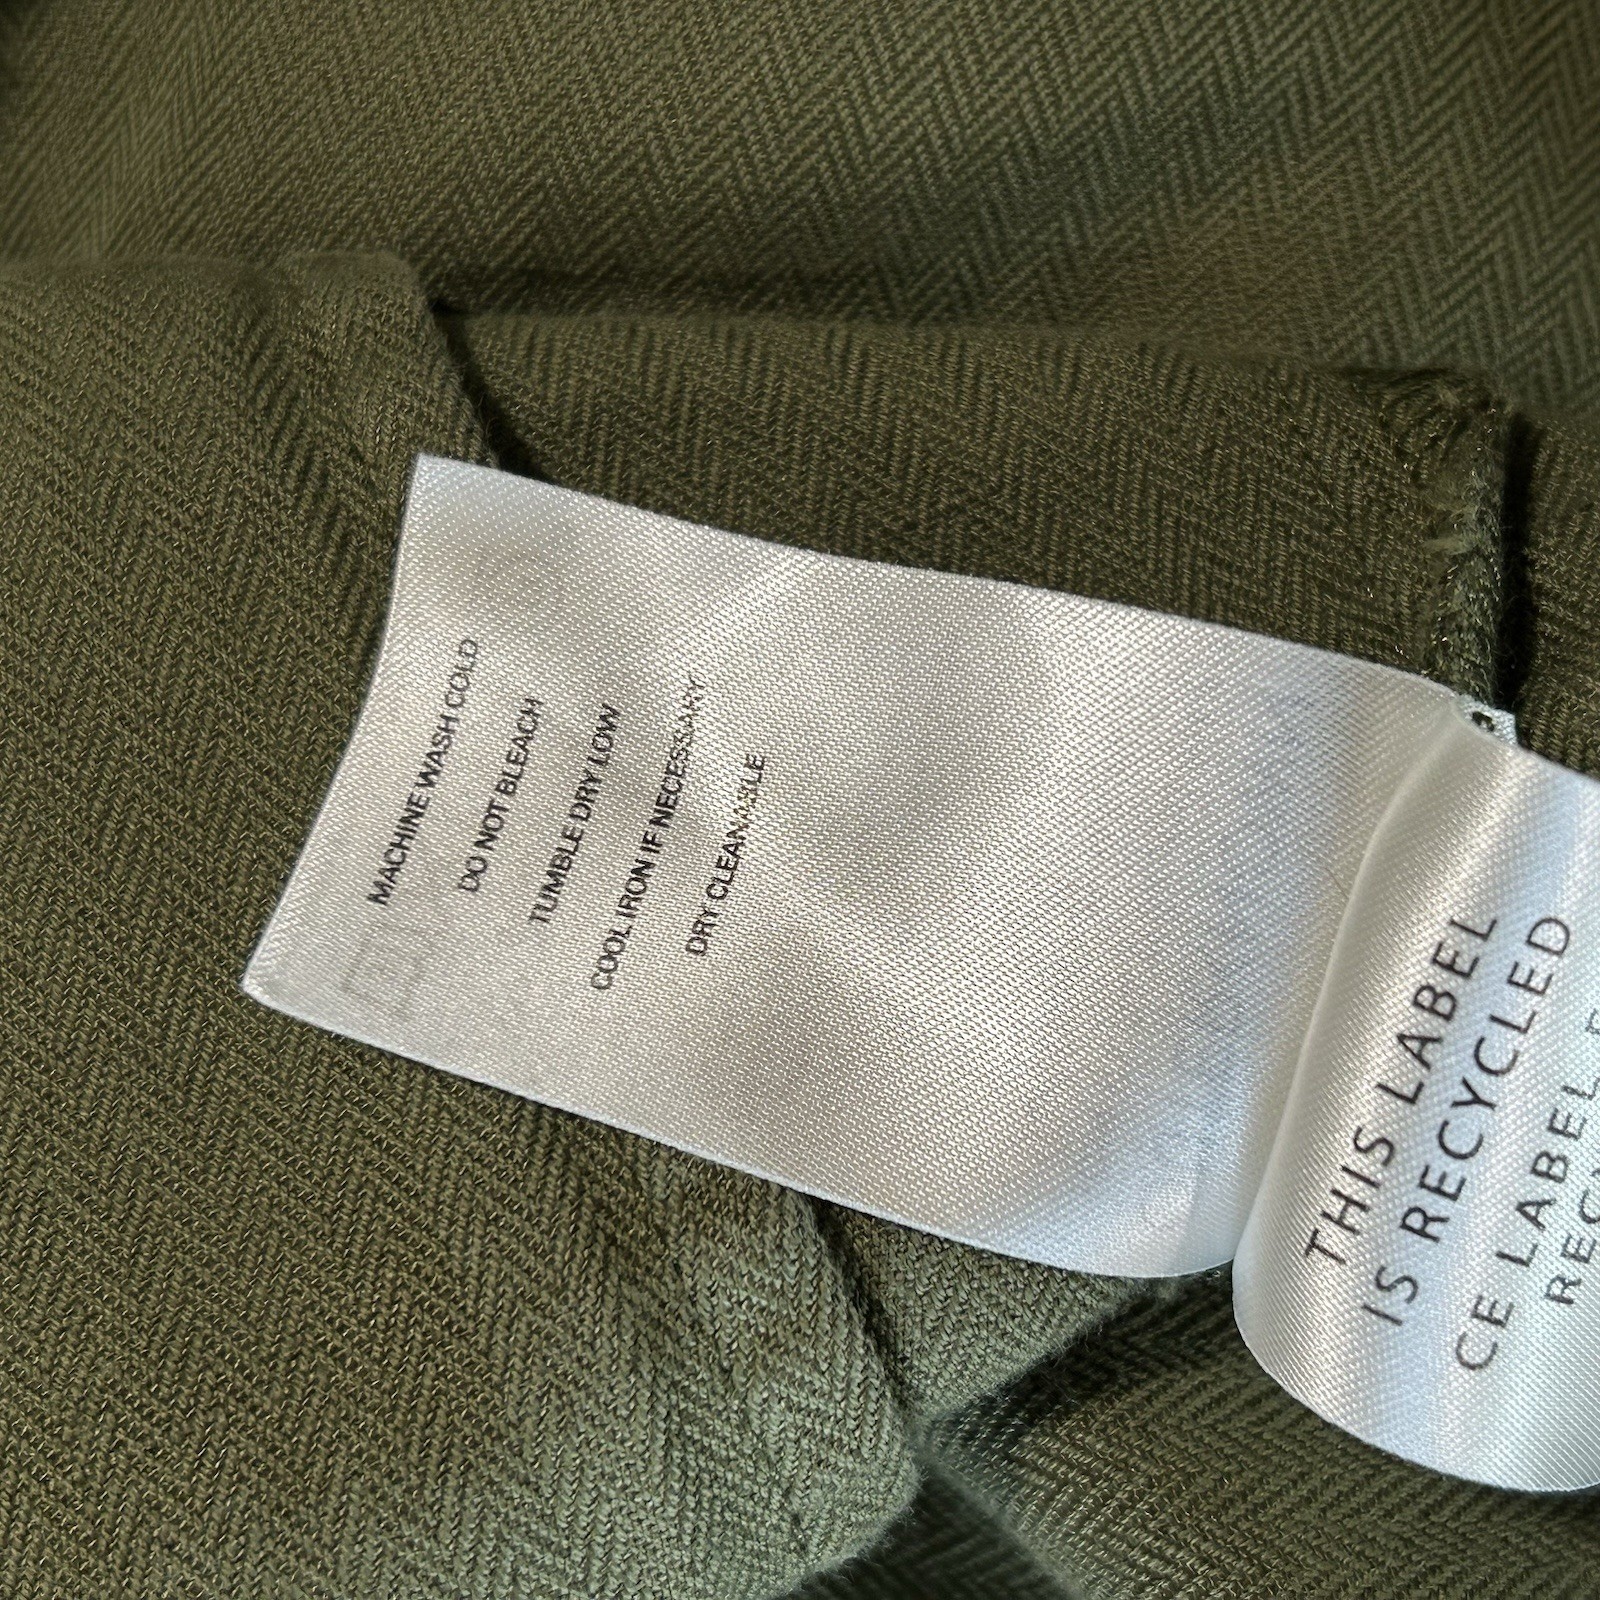 MACHINE WASH COLD
DO NOT BLEACH
TUMBLE DRY LOW
COOL IRON IF NECESSARY
DRY CLEANABLE
THIS LABEL
IS RECYCLED
CE LABEL